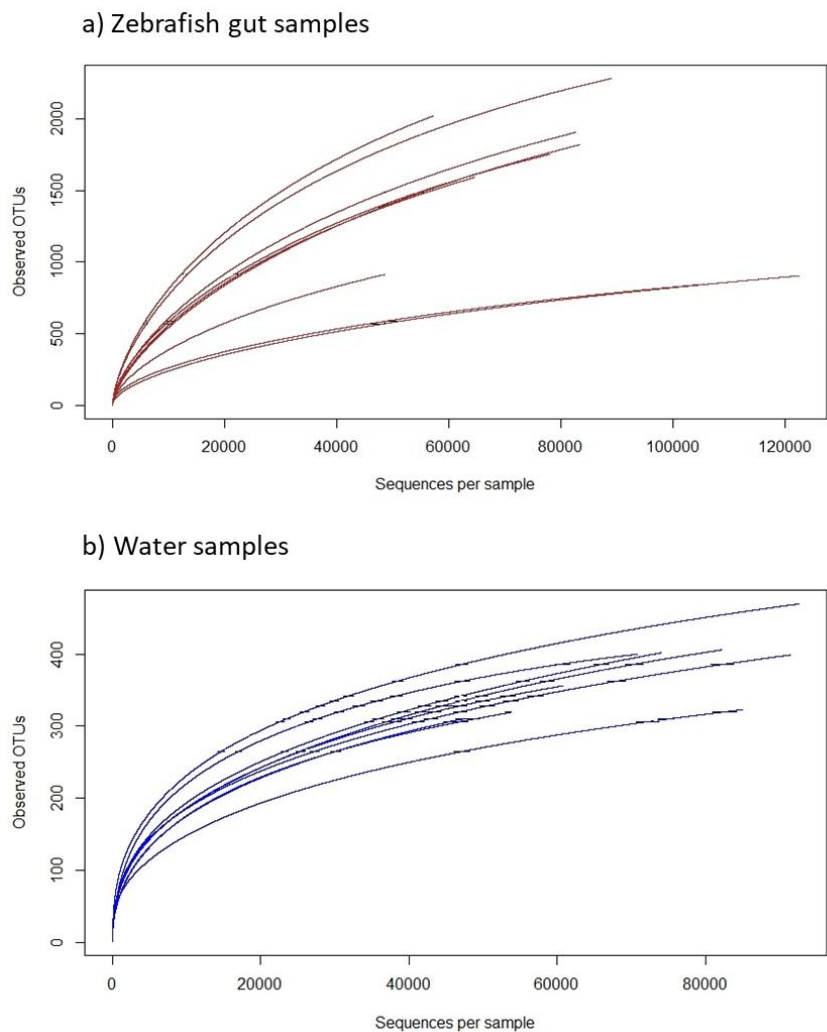 a) Zebrafish gut samples
Observed OTUs
2000
1500
1000
500
0
0 20000 40000 60000 80000 100000 120000
Sequences per sample
b) Water samples
Observed OTUs
400
300
200
100
0
0 20000 40000 60000 80000
Sequences per sample